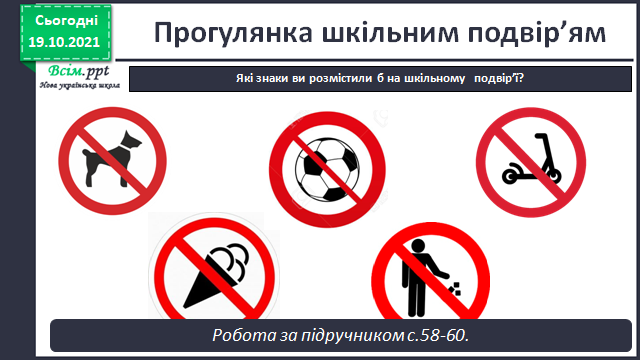 Сьогодні
19.10.2021
Прогулянка шкільним подвір’ям
Всім.ppt
Нова українська школа
Які знаки ви розмістили б на шкільному подвір’ї?
Робота за підручником с.58-60.